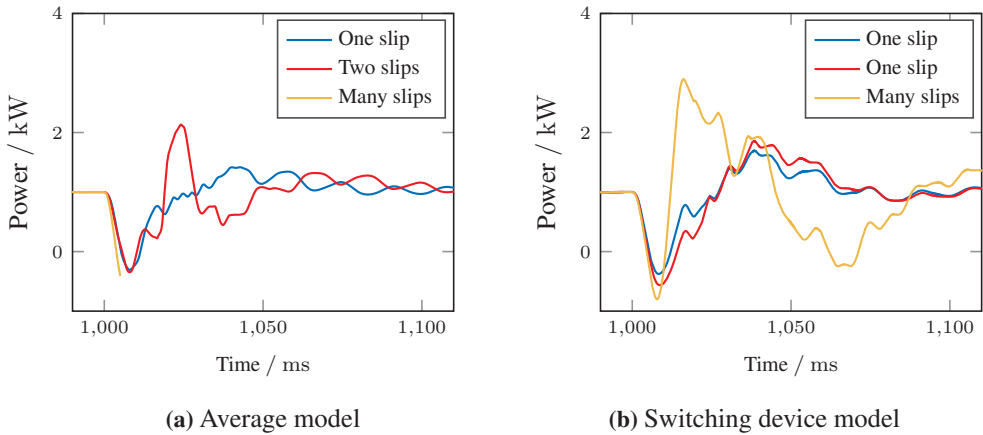 4
2
0
Power / kW
One slip
Two slips
Many slips
1,000
1,050
1,100
Time / ms
(a) Average model
4
2
0
Power / kW
One slip
One slip
Many slips
1,000
1,050
1,100
Time / ms
(b) Switching device model